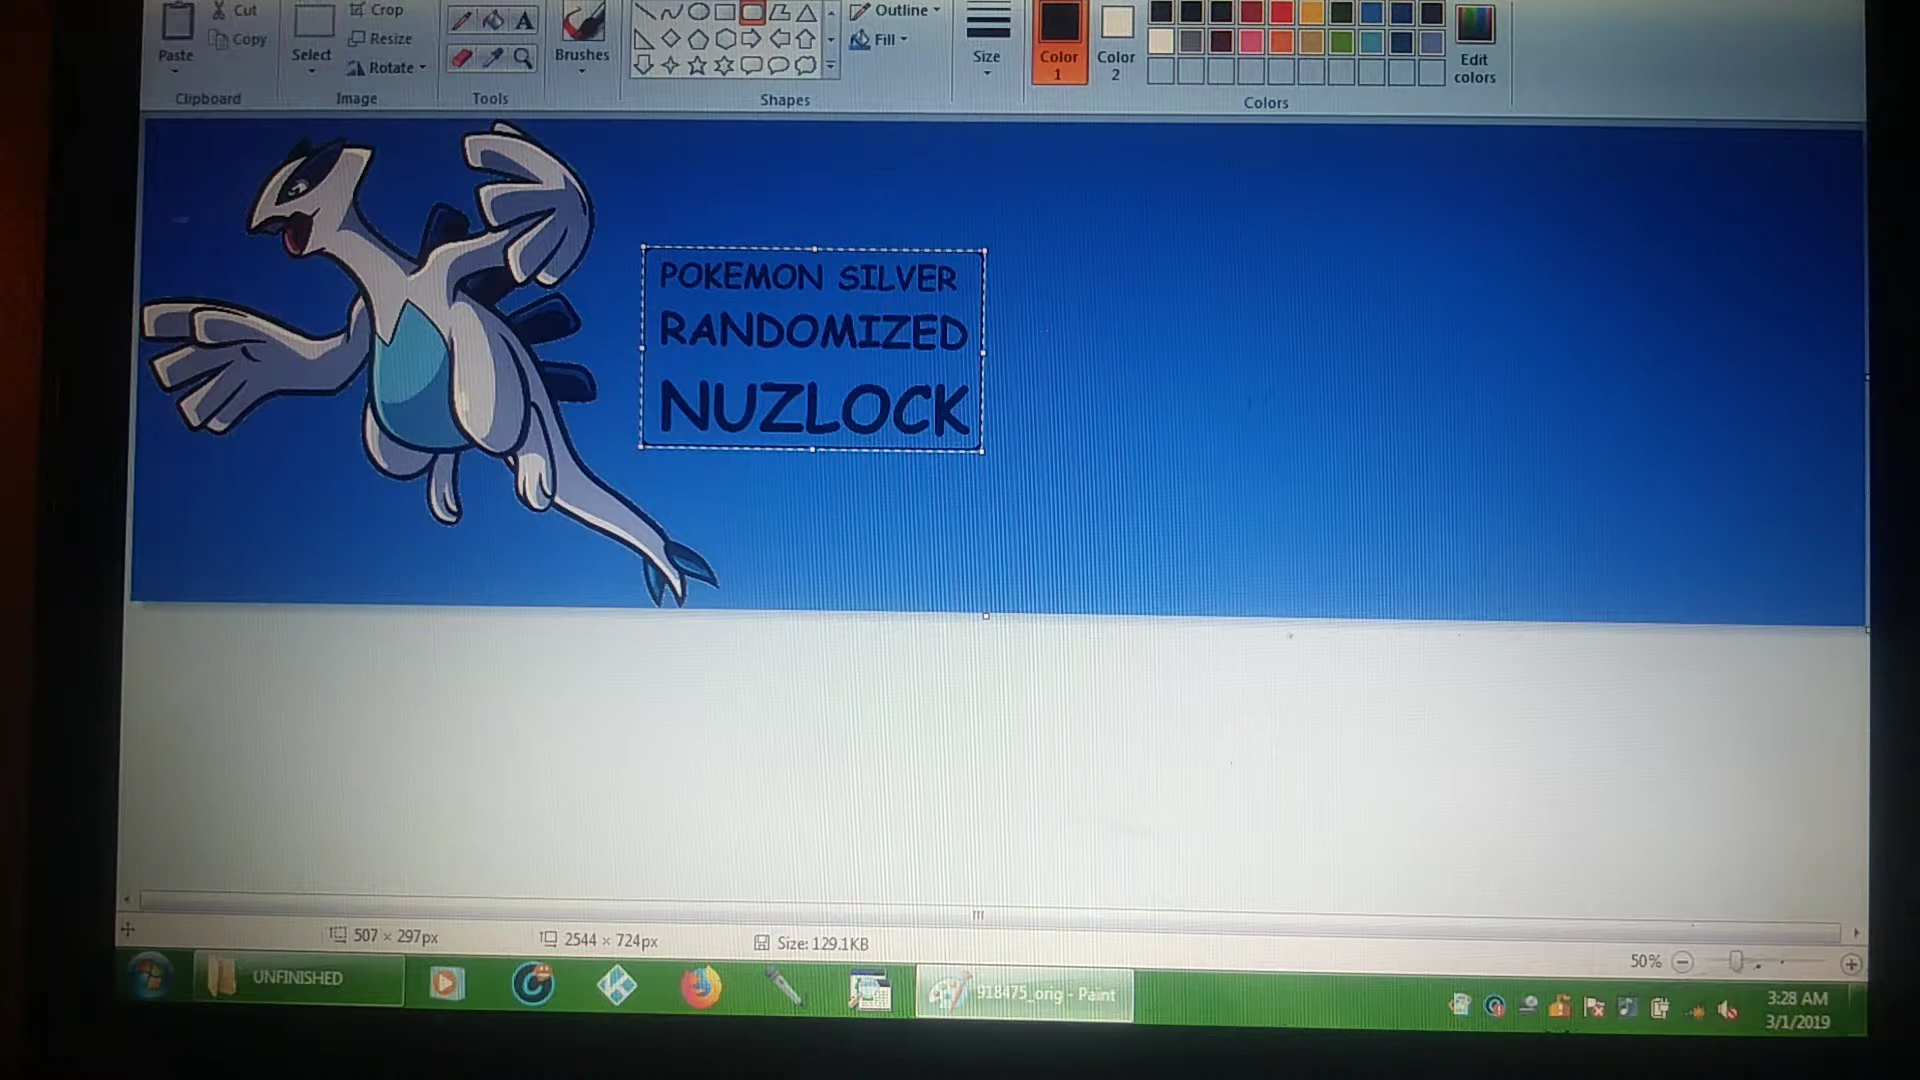 Cut
Crop
Outline
Copy
Resize
Fill
Paste
Select
Rotate
Brushes
Size
Color
1
Color
2
Edit
colors
Clipboard
Image
Tools
Shapes
Colors
POKEMON SILVER
RANDOMIZED
NUZLOCK
507 × 297px
2544 × 724px
Size: 129.1KB
50%
UNFINISHED
918475_orig - Paint
3:28 AM
3/1/2019